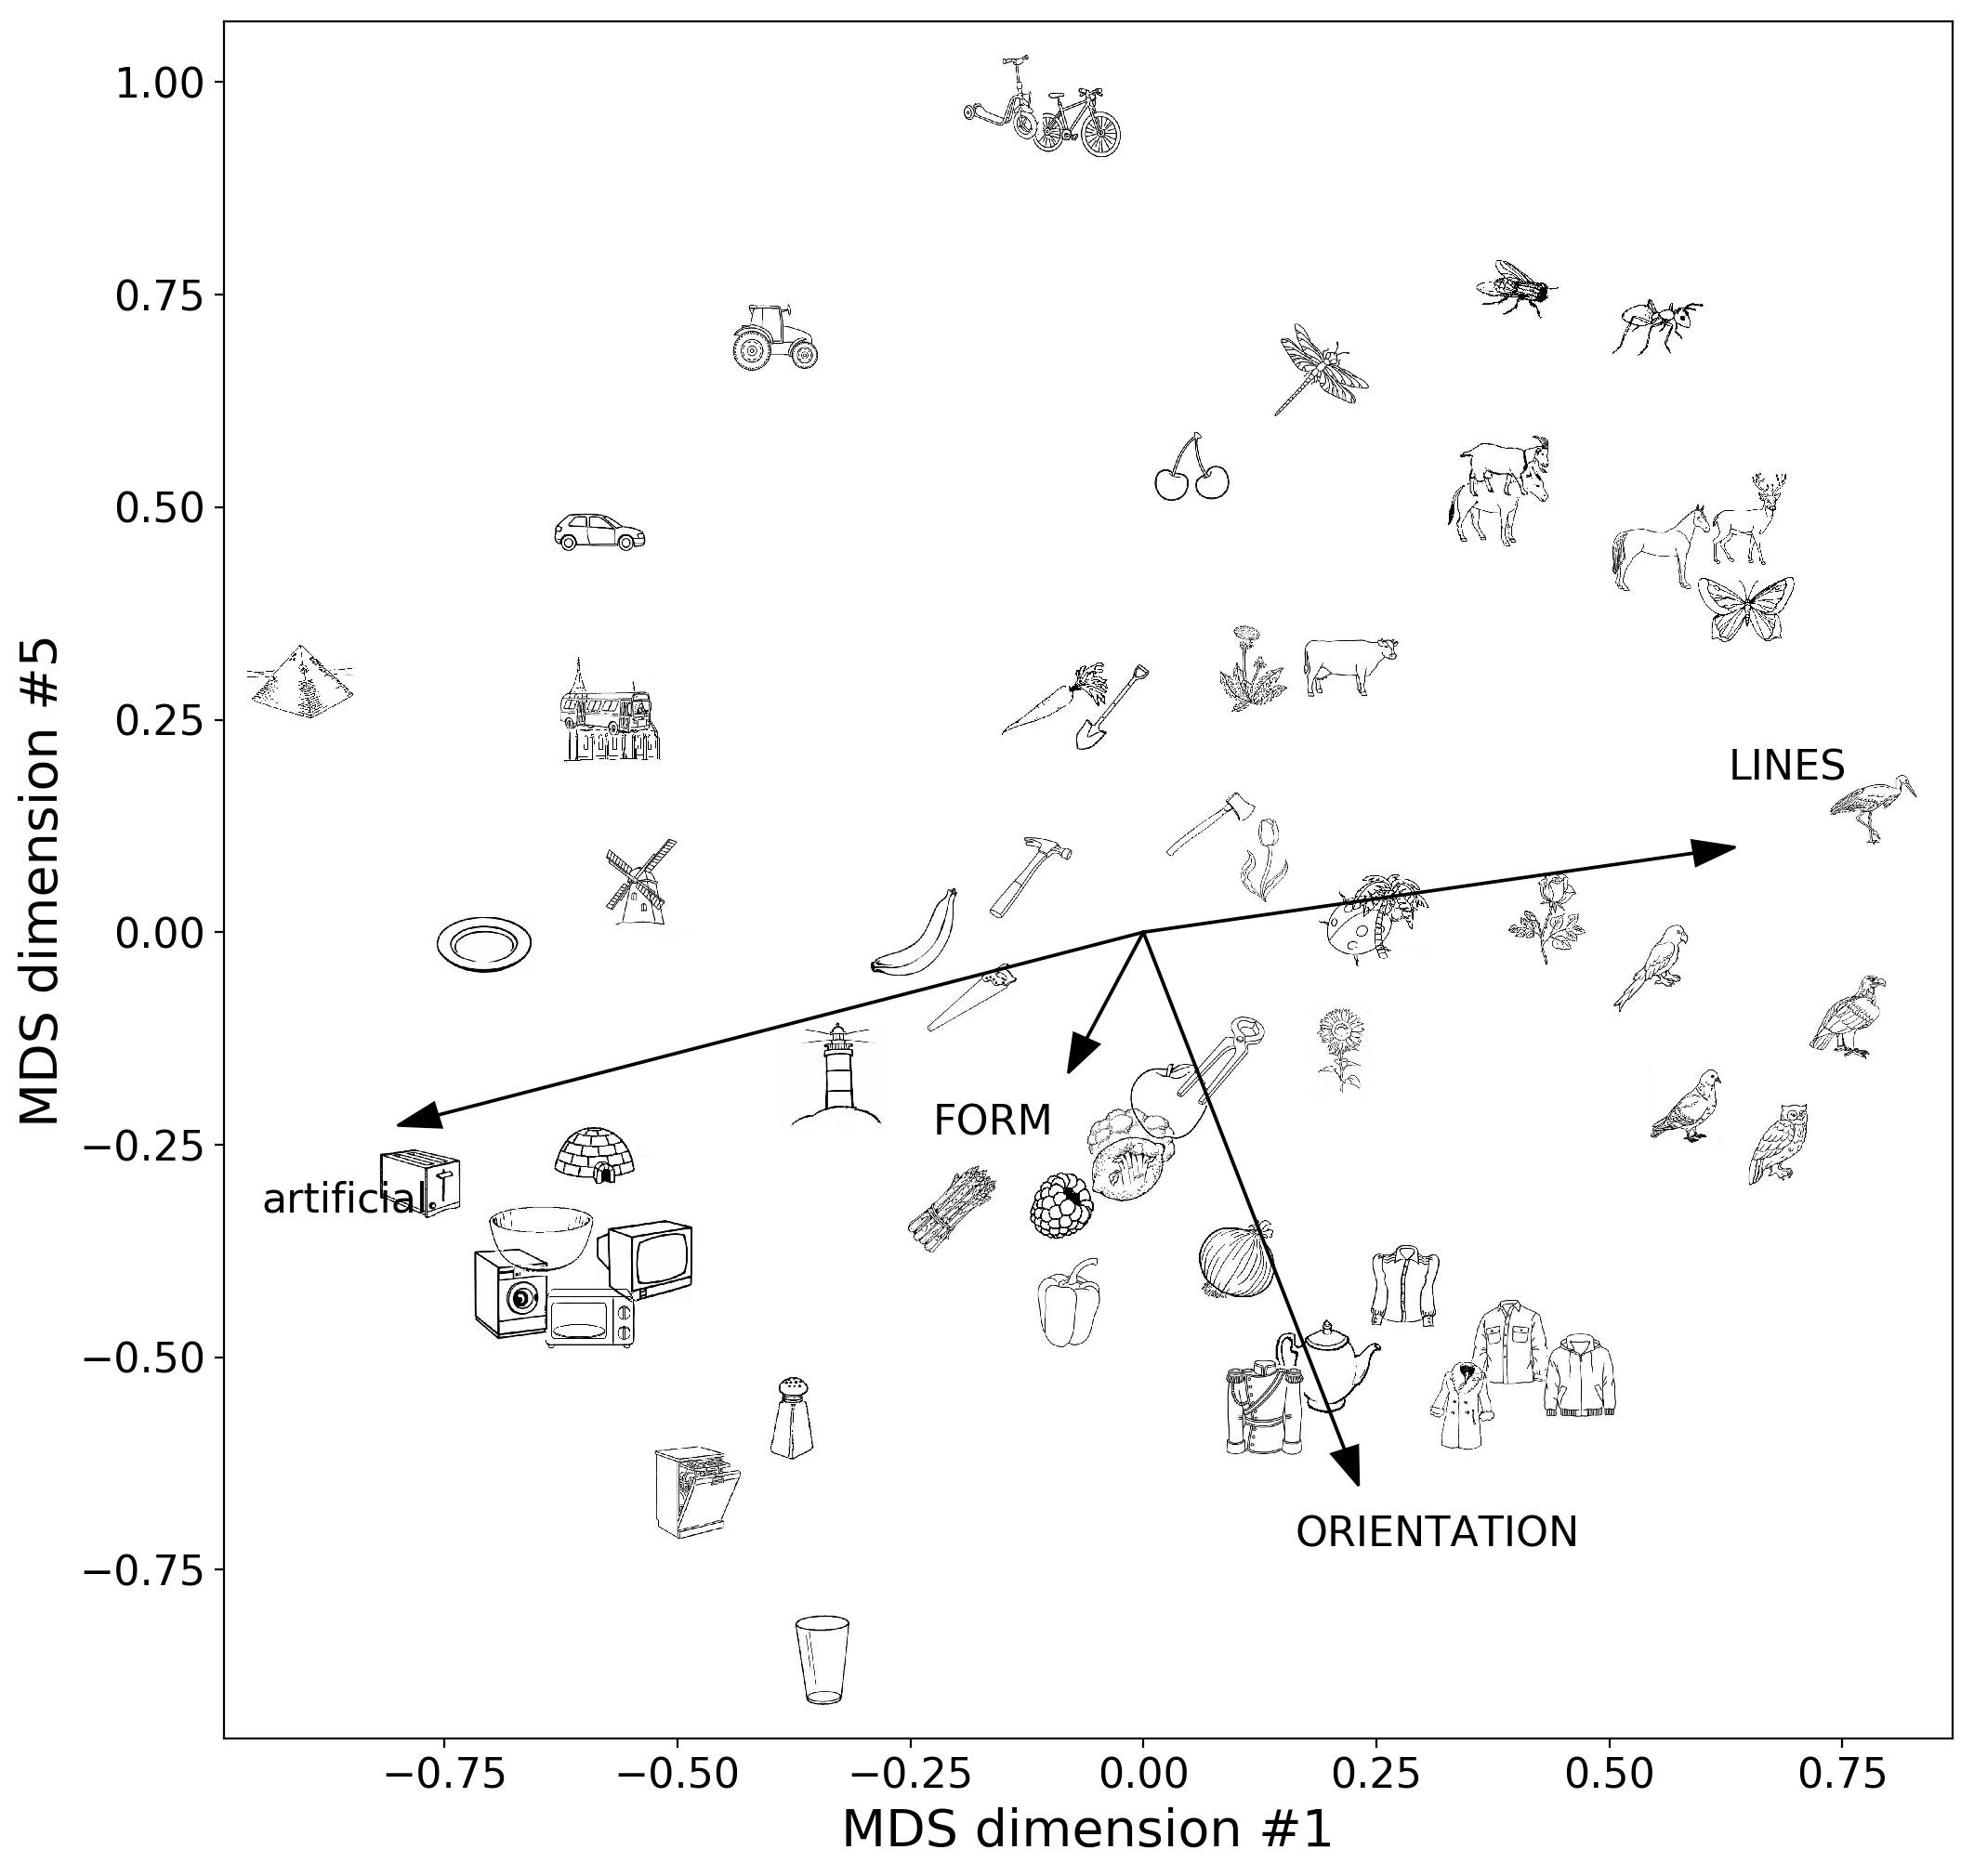 1.00
0.75
0.50
0.25
0.00
−0.25
−0.50
−0.75
MDS dimension #5
LINES
FORM
artificial
ORIENTATION
−0.75 −0.50 −0.25 0.00 0.25 0.50 0.75
MDS dimension #1